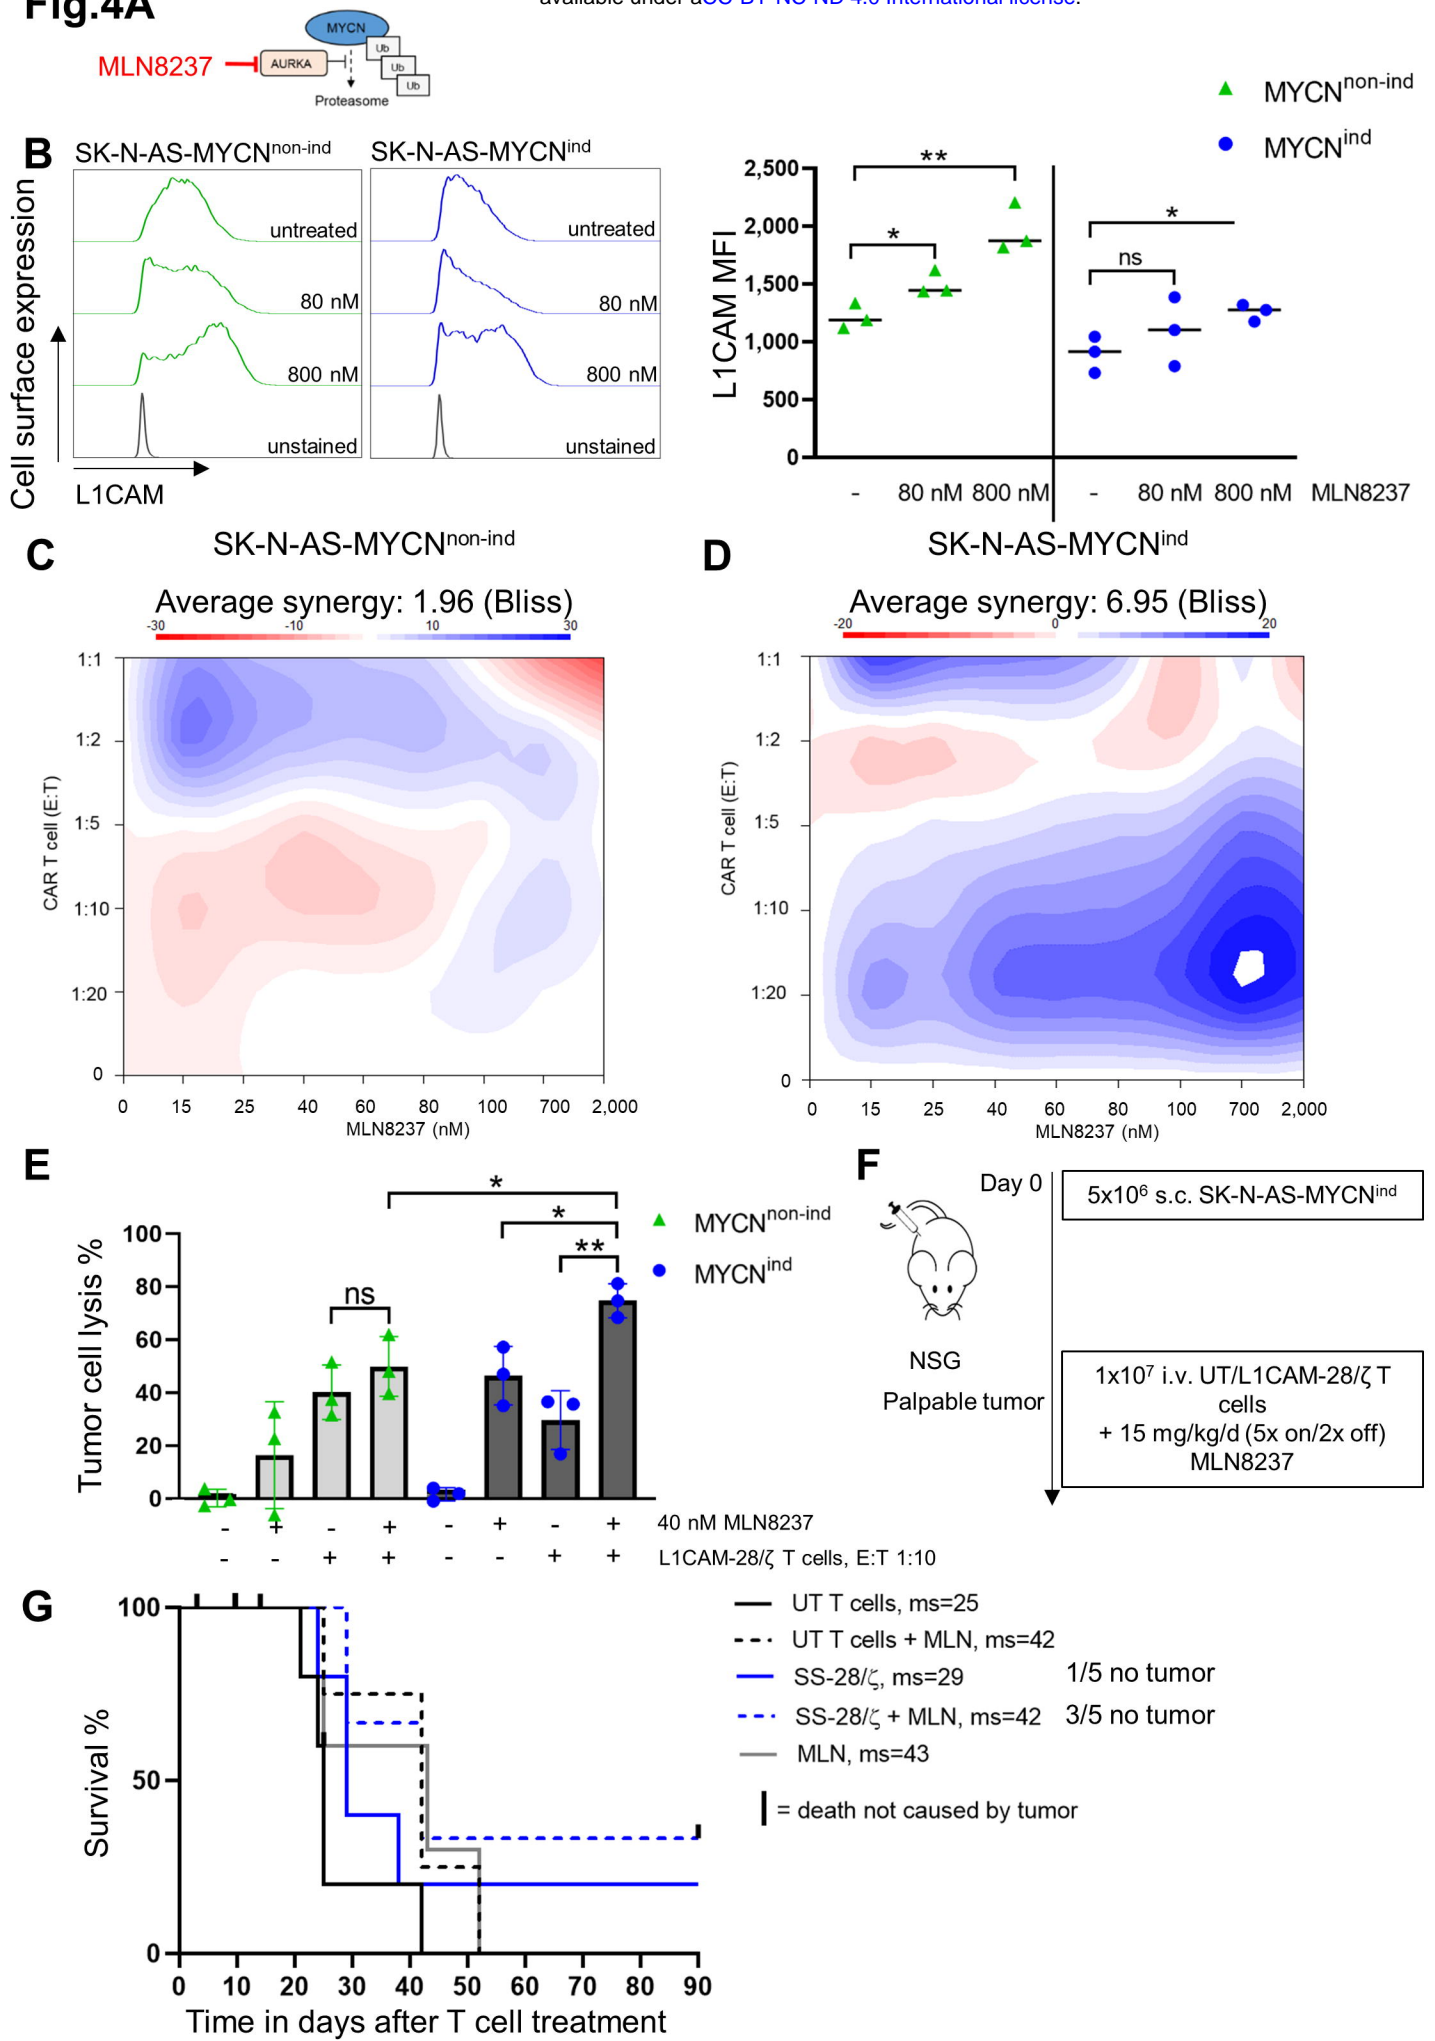 Fig.4A
available under aCC-BY-NC-ND 4.0 International license.
MYCN
Ub
Ub
Ub
MLN8237
AURKA
Proteasome
B
SK-N-AS-MYCNnon-ind
SK-N-AS-MYCNind
Cell surface expression
untreated
80 nM
800 nM
unstained
untreated
80 nM
800 nM
unstained
L1CAM
MYCNnon-ind
MYCNind
L1CAM MFI
2,500
2,000
1,500
1,000
500
0
**
*
*
ns
- 80 nM 800 nM - 80 nM 800 nM MLN8237
C
SK-N-AS-MYCNnon-ind
Average synergy: 1.96 (Bliss)
-30 -10 10 30
CAR T cell (E:T)
1:1
1:2
1:5
1:10
1:20
0
0 15 25 40 60 80 100 700 2,000
MLN8237 (nM)
D
SK-N-AS-MYCNind
Average synergy: 6.95 (Bliss)
-20 0 20
CAR T cell (E:T)
1:1
1:2
1:5
1:10
1:20
0
0 15 25 40 60 80 100 700 2,000
MLN8237 (nM)
E
Tumor cell lysis %
100
80
60
40
20
0
ns
*
*
**
MYCNnon-ind
MYCNind
- + - + - + - + 40 nM MLN8237
- - + + - - + + L1CAM-28/ζ T cells, E:T 1:10
F
Day 0
5x10⁶ s.c. SK-N-AS-MYCNind
NSG
Palpable tumor
1x10⁷ i.v. UT/L1CAM-28/ζ T
cells
+ 15 mg/kg/d (5x on/2x off)
MLN8237
G
Survival %
100
50
0
0 10 20 30 40 50 60 70 80 90
Time in days after T cell treatment
UT T cells, ms=25
UT T cells + MLN, ms=42
SS-28/ζ, ms=29 1/5 no tumor
SS-28/ζ + MLN, ms=42 3/5 no tumor
MLN, ms=43
= death not caused by tumor